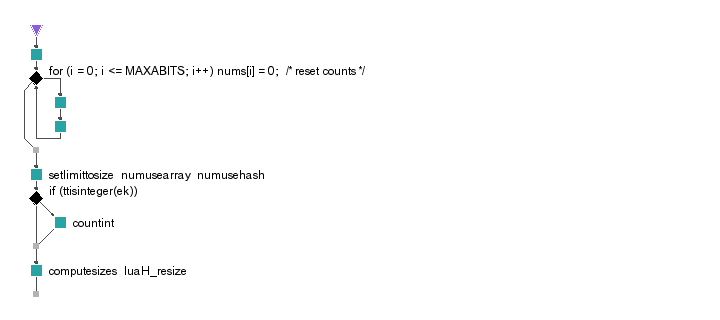 for (i = 0; i <= MAXABITS; i++) nums[i] = 0;  /* reset counts */
setlimittosize  numusearray  numusehash
if (ttisinteger(ek))
countint
computesizes  luaH_resize